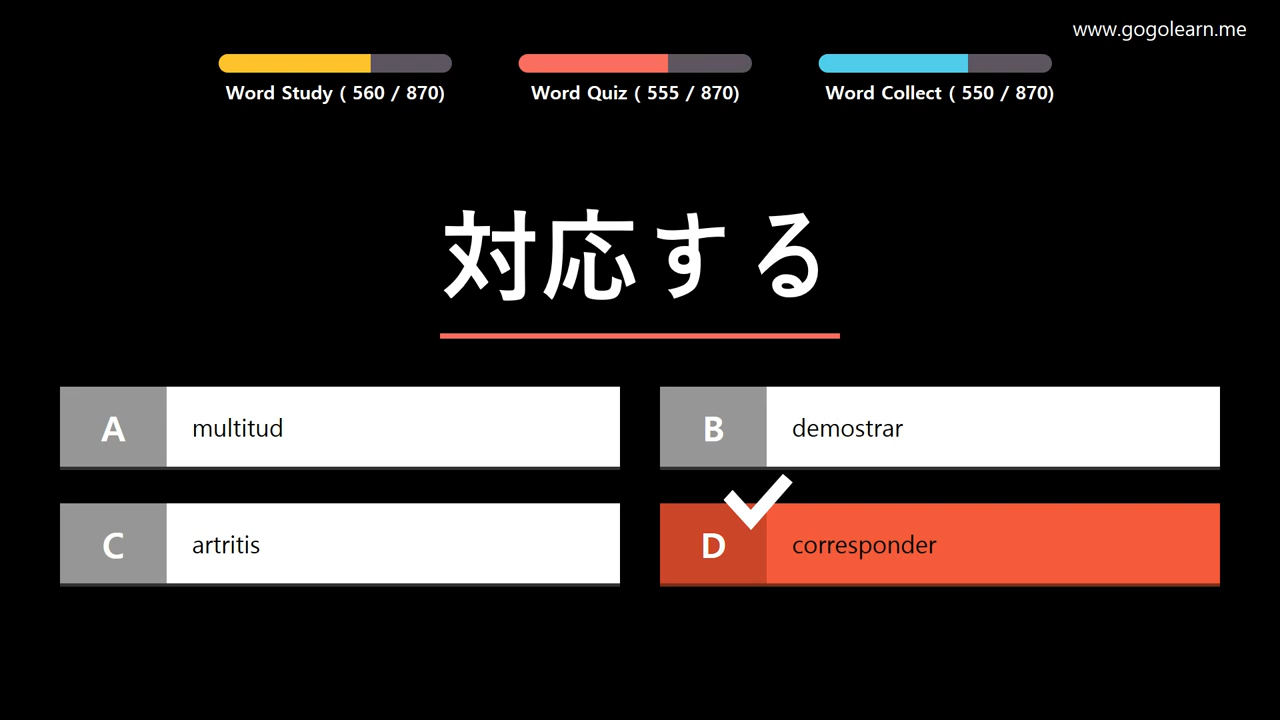 www.gogolearn.me
Word Study ( 560 / 870)
Word Quiz ( 555 / 870)
Word Collect ( 550 / 870)
対応する
A multitud
B demostrar
C artritis
D corresponder